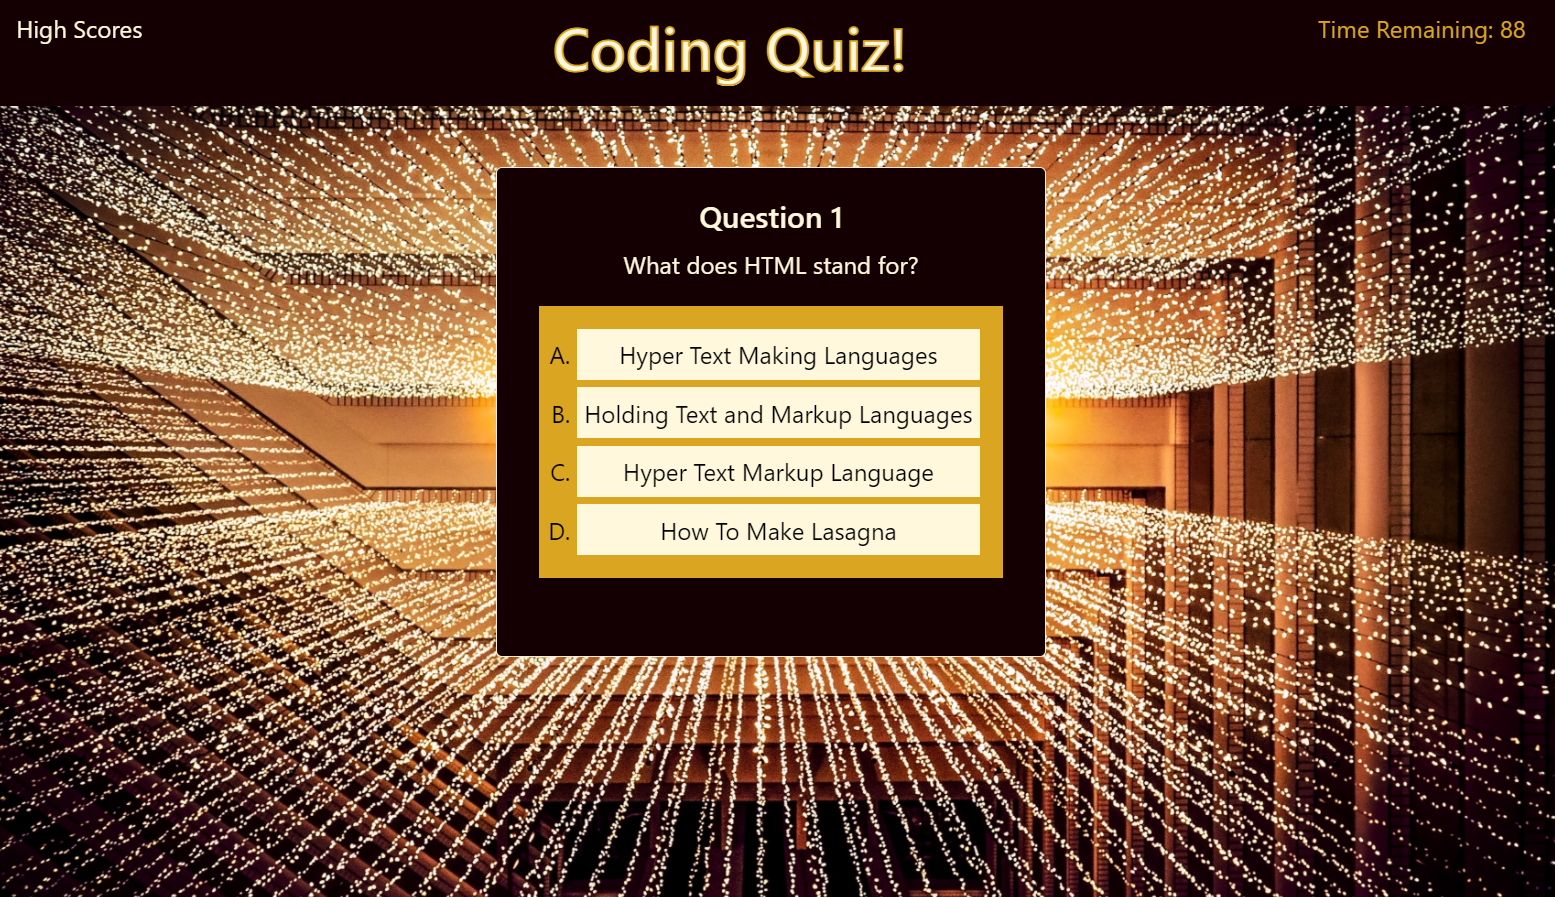 High Scores
Coding Quiz!
Time Remaining: 88
Question 1
What does HTML stand for?
A. Hyper Text Making Languages
B. Holding Text and Markup Languages
C. Hyper Text Markup Language
D. How To Make Lasagna